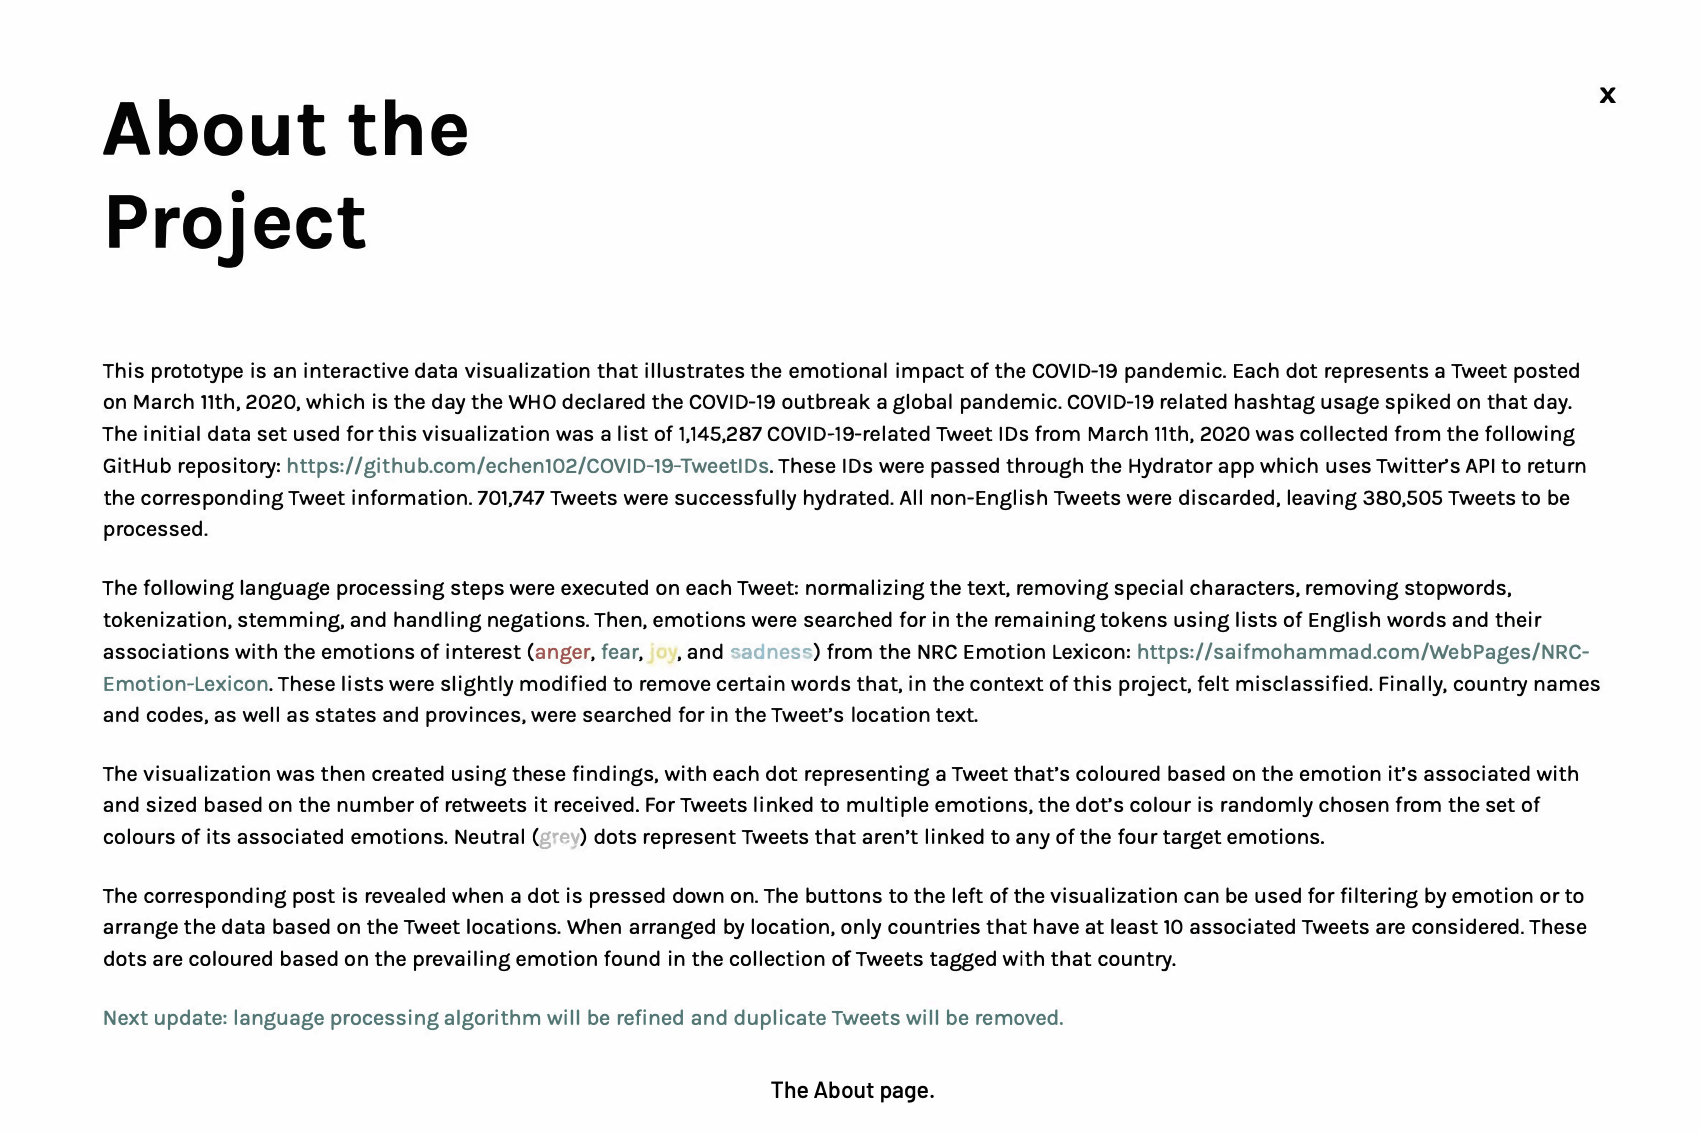 About the
Project
x
This prototype is an interactive data visualization that illustrates the emotional impact of the COVID-19 pandemic. Each dot represents a Tweet posted
on March 11th, 2020, which is the day the WHO declared the COVID-19 outbreak a global pandemic. COVID-19 related hashtag usage spiked on that day.
The initial data set used for this visualization was a list of 1,145,287 COVID-19-related Tweet IDs from March 11th, 2020 was collected from the following
GitHub repository: https://github.com/echen102/COVID-19-TweetIDs. These IDs were passed through the Hydrator app which uses Twitter’s API to return
the corresponding Tweet information. 701,747 Tweets were successfully hydrated. All non-English Tweets were discarded, leaving 380,505 Tweets to be
processed.
The following language processing steps were executed on each Tweet: normalizing the text, removing special characters, removing stopwords,
tokenization, stemming, and handling negations. Then, emotions were searched for in the remaining tokens using lists of English words and their
associations with the emotions of interest (anger, fear, joy, and sadness) from the NRC Emotion Lexicon: https://saifmohammad.com/WebPages/NRC-
Emotion-Lexicon. These lists were slightly modified to remove certain words that, in the context of this project, felt misclassified. Finally, country names
and codes, as well as states and provinces, were searched for in the Tweet’s location text.
The visualization was then created using these findings, with each dot representing a Tweet that’s coloured based on the emotion it’s associated with
and sized based on the number of retweets it received. For Tweets linked to multiple emotions, the dot’s colour is randomly chosen from the set of
colours of its associated emotions. Neutral (grey) dots represent Tweets that aren’t linked to any of the four target emotions.
The corresponding post is revealed when a dot is pressed down on. The buttons to the left of the visualization can be used for filtering by emotion or to
arrange the data based on the Tweet locations. When arranged by location, only countries that have at least 10 associated Tweets are considered. These
dots are coloured based on the prevailing emotion found in the collection of Tweets tagged with that country.
Next update: language processing algorithm will be refined and duplicate Tweets will be removed.
The About page.